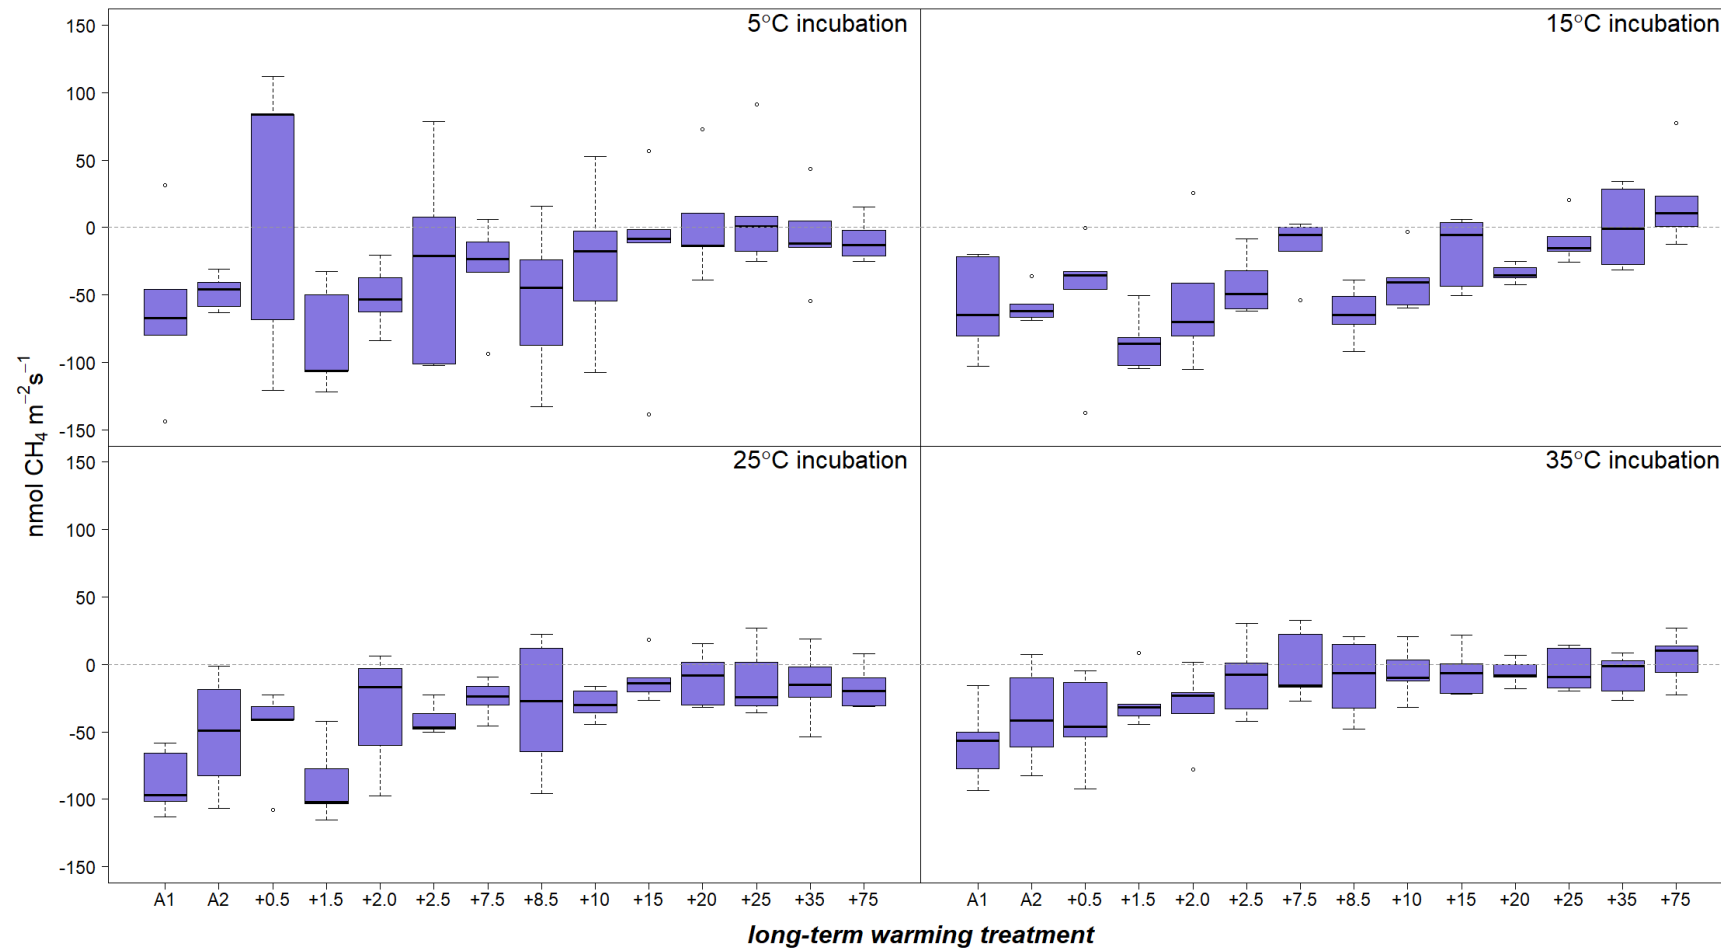 5°C incubation
15°C incubation
150
100
50
0
-50
-100
-150
25°C incubation
35°C incubation
150
100
50
0
-50
-100
-150
nmol CH₄ m⁻²s⁻¹
A1 A2 +0.5 +1.5 +2.0 +2.5 +7.5 +8.5 +10 +15 +20 +25 +35 +75
A1 A2 +0.5 +1.5 +2.0 +2.5 +7.5 +8.5 +10 +15 +20 +25 +35 +75
long-term warming treatment